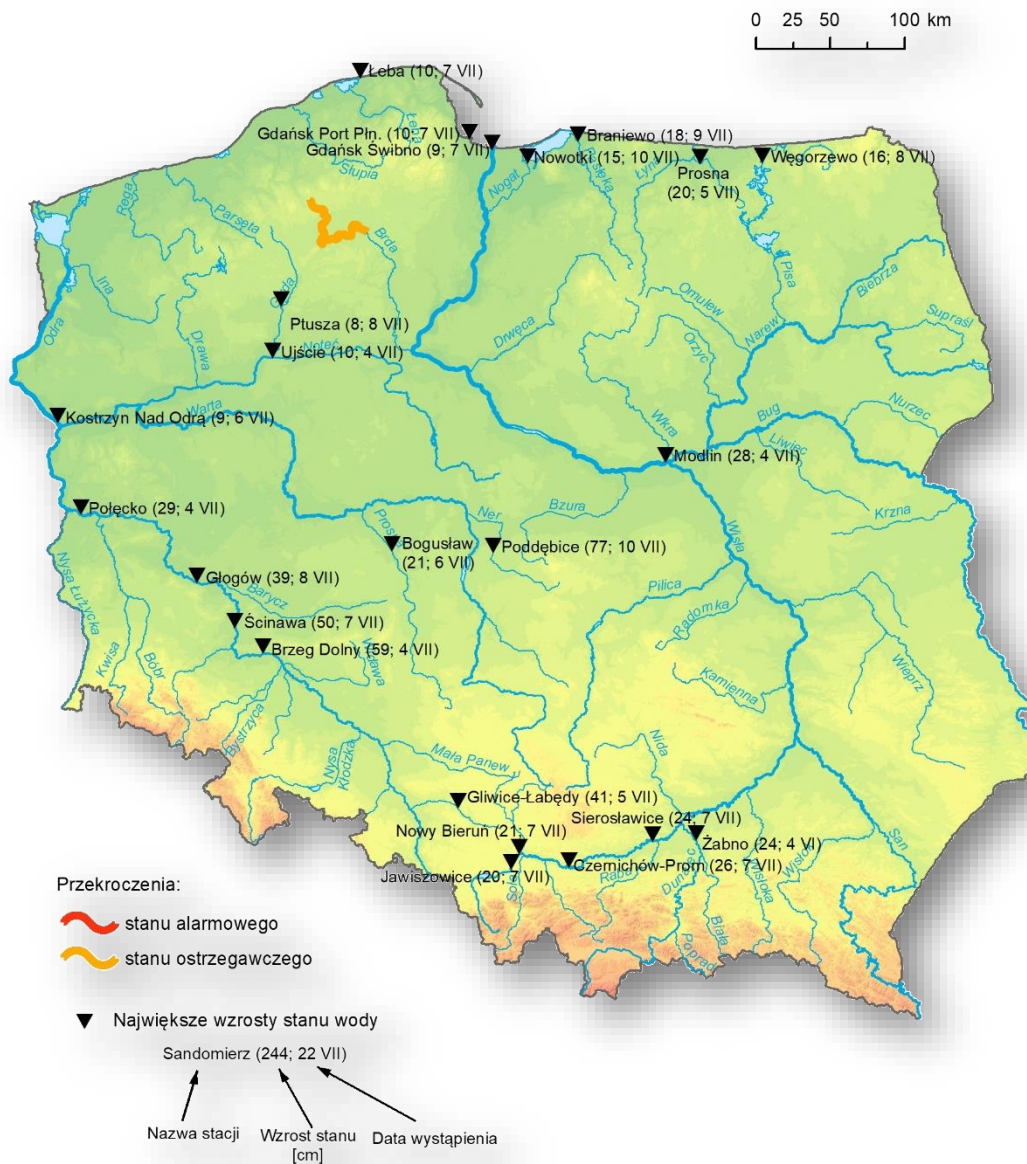 0 25 50 100 km
Łeba (10; 7 VII)
Gdańsk Port Płn. (10; 7 VII)
Gdańsk Świbno (9; 7 VII)
Braniewo (18; 9 VII)
Nowotki (15; 10 VII)
Prosna
(20; 5 VII)
Węgorzewo (16; 8 VII)
Łeba
Słupia
Nogat
Pasłęka
Łyna
Rega
Parsęta
Brda
Gwda
Ina
Odra
Drawa
Pisa
Biebrza
Supraśl
Omulew
Narew
Drwęca
Orzyc
Ptusza (8; 8 VII)
Ujście (10; 4 VII)
Noteć
Kostrzyn Nad Odrą (9; 6 VII)
Warta
Wkra
Bug
Nurzec
Liwiec
Modlin (28; 4 VII)
Krzna
Połęcko (29; 4 VII)
Bzura
Ner
Prosna
Wisła
Bogusław
(21; 6 VII)
Poddębice (77; 10 VII)
Głogów (39; 8 VII)
Nysa Łużycka
Barycz
Pilica
Radomka
Ścinawa (50; 7 VII)
Brzeg Dolny (59; 4 VII)
Widawa
Kwisa
Bóbr
Wieprz
Kamienna
Bystrzyca
Nysa
Kłodzka
Mała Panew
Nida
Gliwice-Łabędy (41; 5 VII)
Sierosławice (24; 7 VII)
Nowy Bieruń (21; 7 VII)
Żabno (24; 4 VI)
San
Jawiszowice (20; 7 VII)
Czernichów-Prom (26; 7 VII)
Soła
Raba
Dunajec
Wisłoka
Wisłok
Biała
Poprad
Przekroczenia:
stanu alarmowego
stanu ostrzegawczego
Największe wzrosty stanu wody
Sandomierz (244; 22 VII)
Nazwa stacji
Wzrost stanu
[cm]
Data wystąpienia